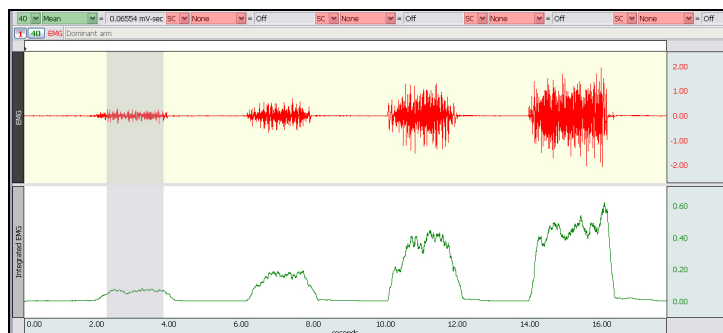 40 Mean = 0.06554 mV-sec SC None = Off SC None = Off SC None = Off SC None = Off
1 40 EMG Dominant arm
EMG
2.00
1.00
0.00
-1.00
-2.00
Integrated EMG
0.60
0.40
0.20
0.00
0.00 2.00 4.00 6.00 8.00 10.00 12.00 14.00 16.00
seconds